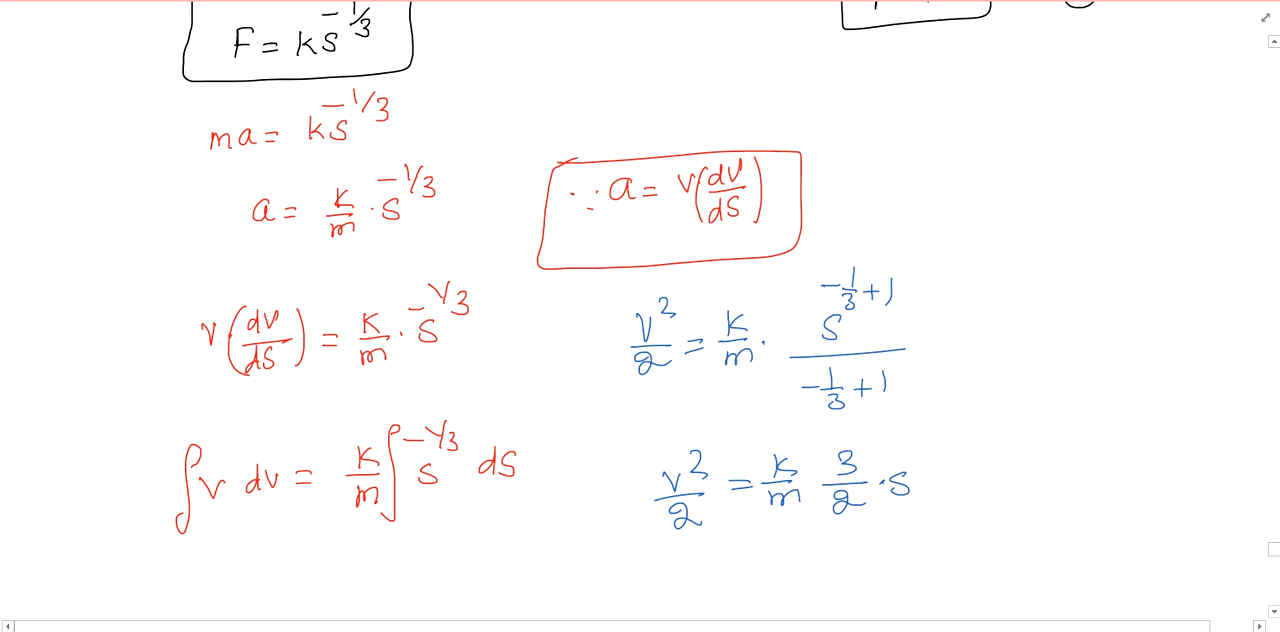 F = ks^{-1/3}
ma = ks^{-1/3}
a = k/m · s^{-1/3}
∵ a = v(dv/ds)
v(dv/ds) = k/m · s^{-1/3}
∫v dv = k/m ∫s^{-1/3} ds
v²/2 = k/m · s^{-1/3+1}/(-1/3+1)
v²/2 = k/m 3/2 · s